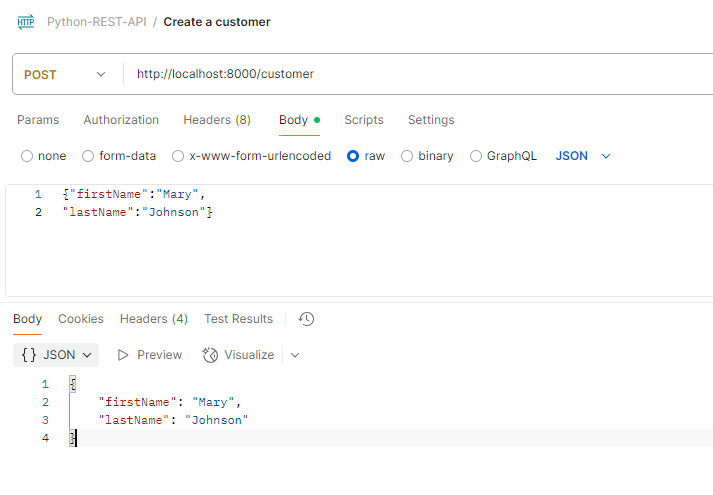 HTTP Python-REST-API / Create a customer
POST http://localhost:8000/customer
Params Authorization Headers (8) Body Scripts Settings
none form-data x-www-form-urlencoded raw binary GraphQL JSON
1 {"firstName":"Mary",
2 "lastName":"Johnson"}
Body Cookies Headers (4) Test Results
{} JSON Preview Visualize
1 {
2 "firstName": "Mary",
3 "lastName": "Johnson"
4 }